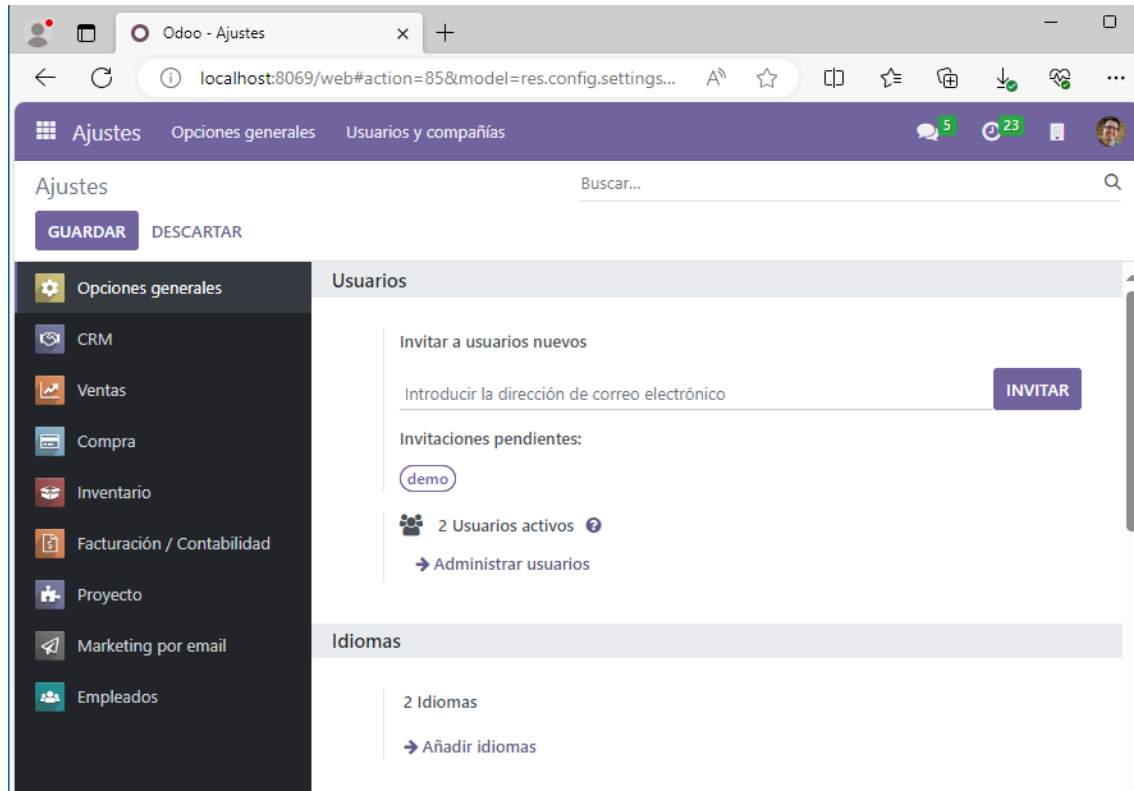 Odoo - Ajustes
localhost:8069/web#action=85&model=res.config.settings...
Ajustes Opciones generales Usuarios y compañías 5 23
Ajustes Buscar...
GUARDAR DESCARTAR
Opciones generales
CRM
Ventas
Compra
Inventario
Facturación / Contabilidad
Proyecto
Marketing por email
Empleados
Usuarios
Invitar a usuarios nuevos
Introducir la dirección de correo electrónico INVITAR
Invitaciones pendientes:
demo
2 Usuarios activos
Administrar usuarios
Idiomas
2 Idiomas
Añadir idiomas